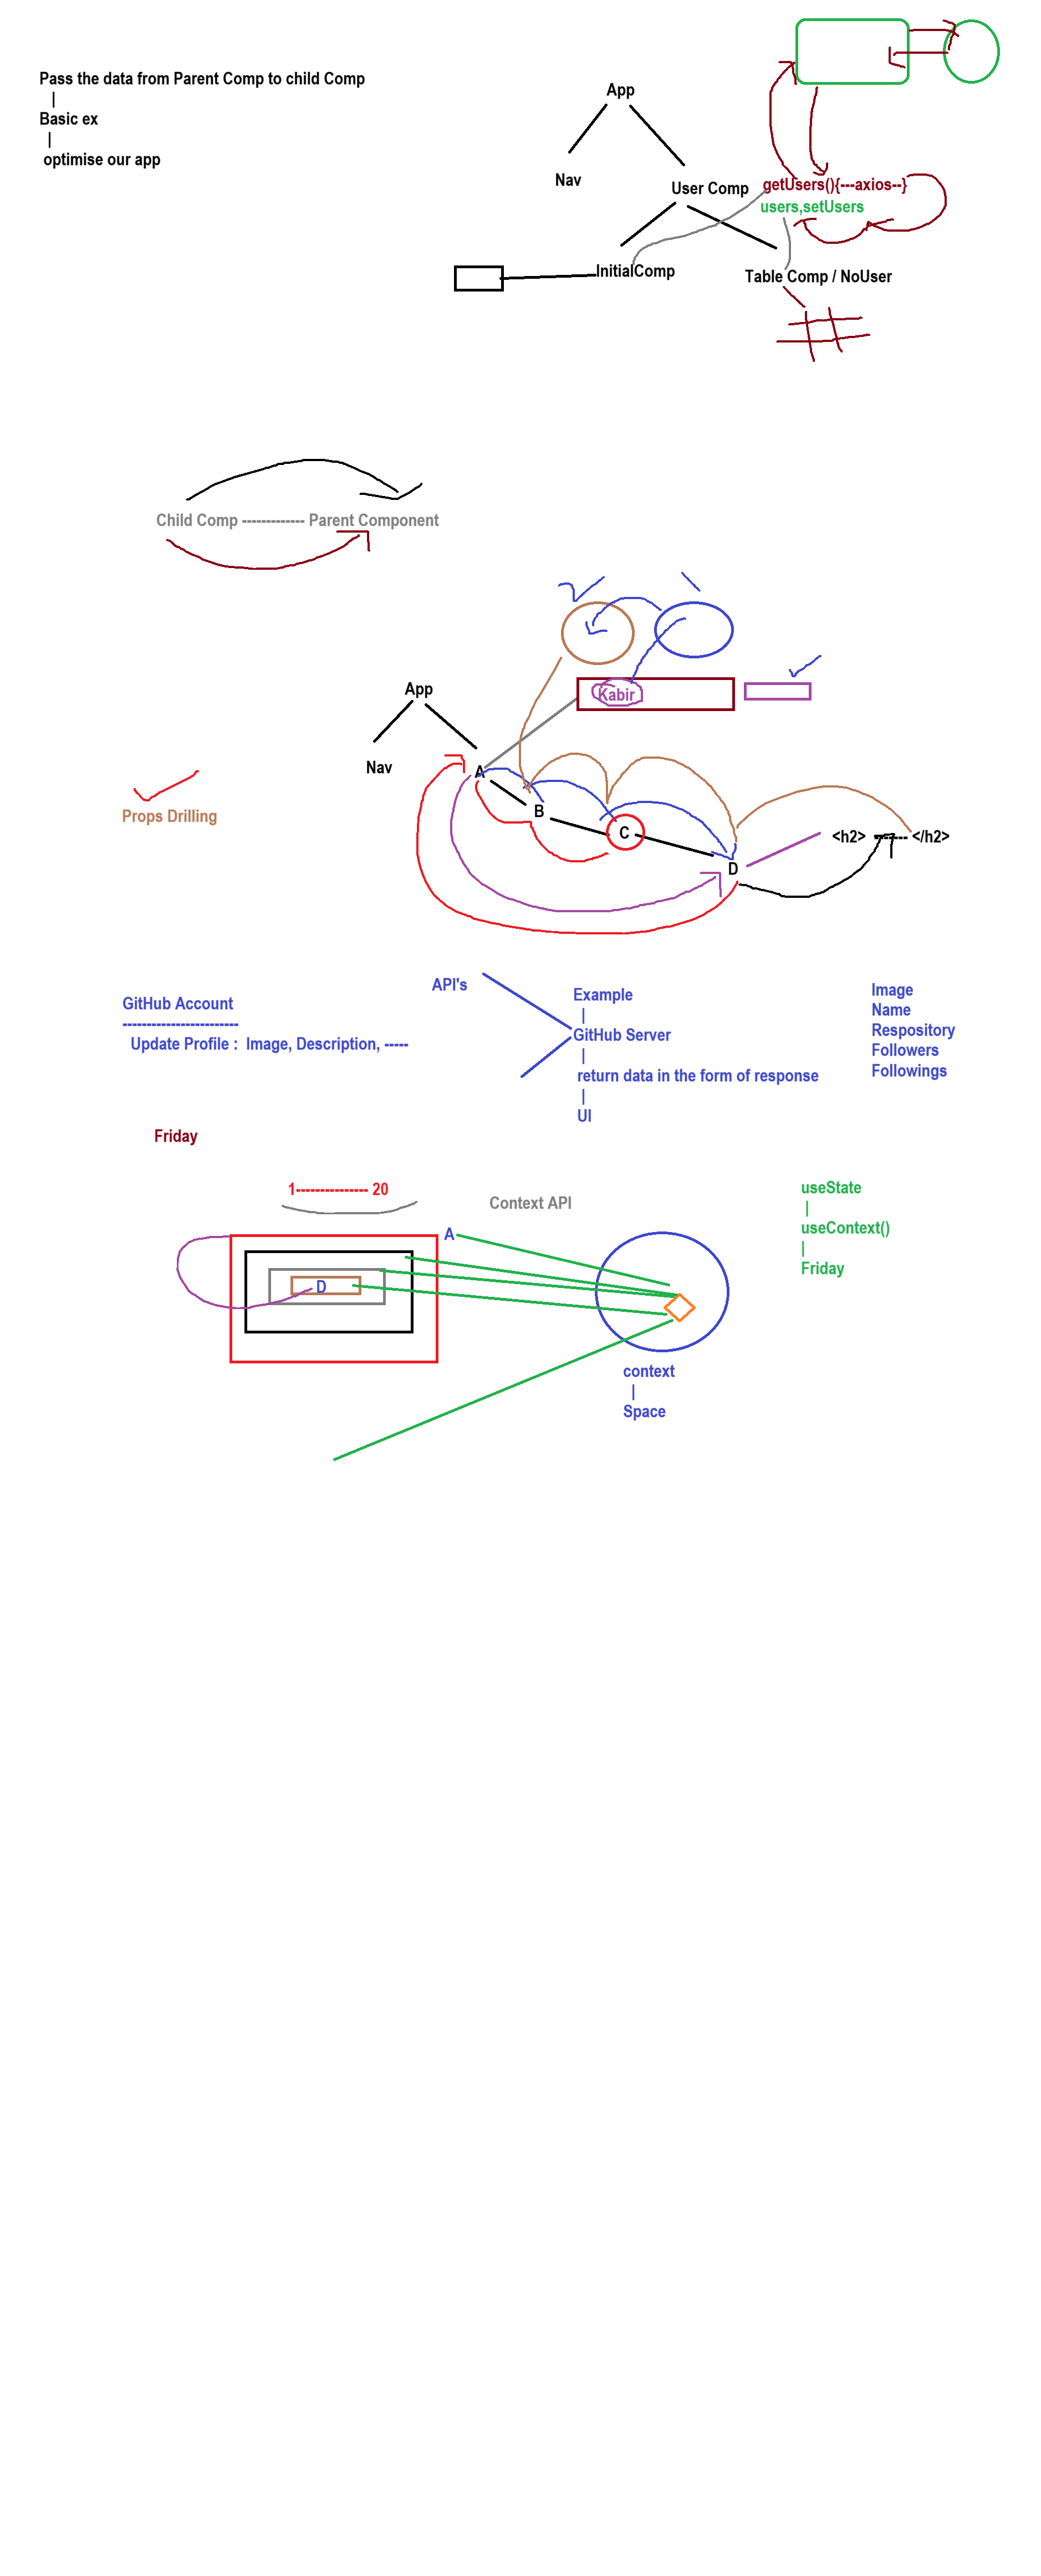 Pass the data from Parent Comp to child Comp
|
Basic ex
|
optimise our app
App
Nav
User Comp
getUsers(){---axios--}
users,setUsers
InitialComp
Table Comp / NoUser
Child Comp ------------- Parent Component
Kabir
App
Nav
A
B
C
D
<h2> ------- </h2>
Props Drilling
API's
GitHub Account
------------------------
Update Profile : Image, Description, -----
Example
|
GitHub Server
|
return data in the form of response
|
UI
Image
Name
Respository
Followers
Followings
Friday
1--------------- 20
Context API
A
D
context
|
Space
useState
|
useContext()
|
Friday